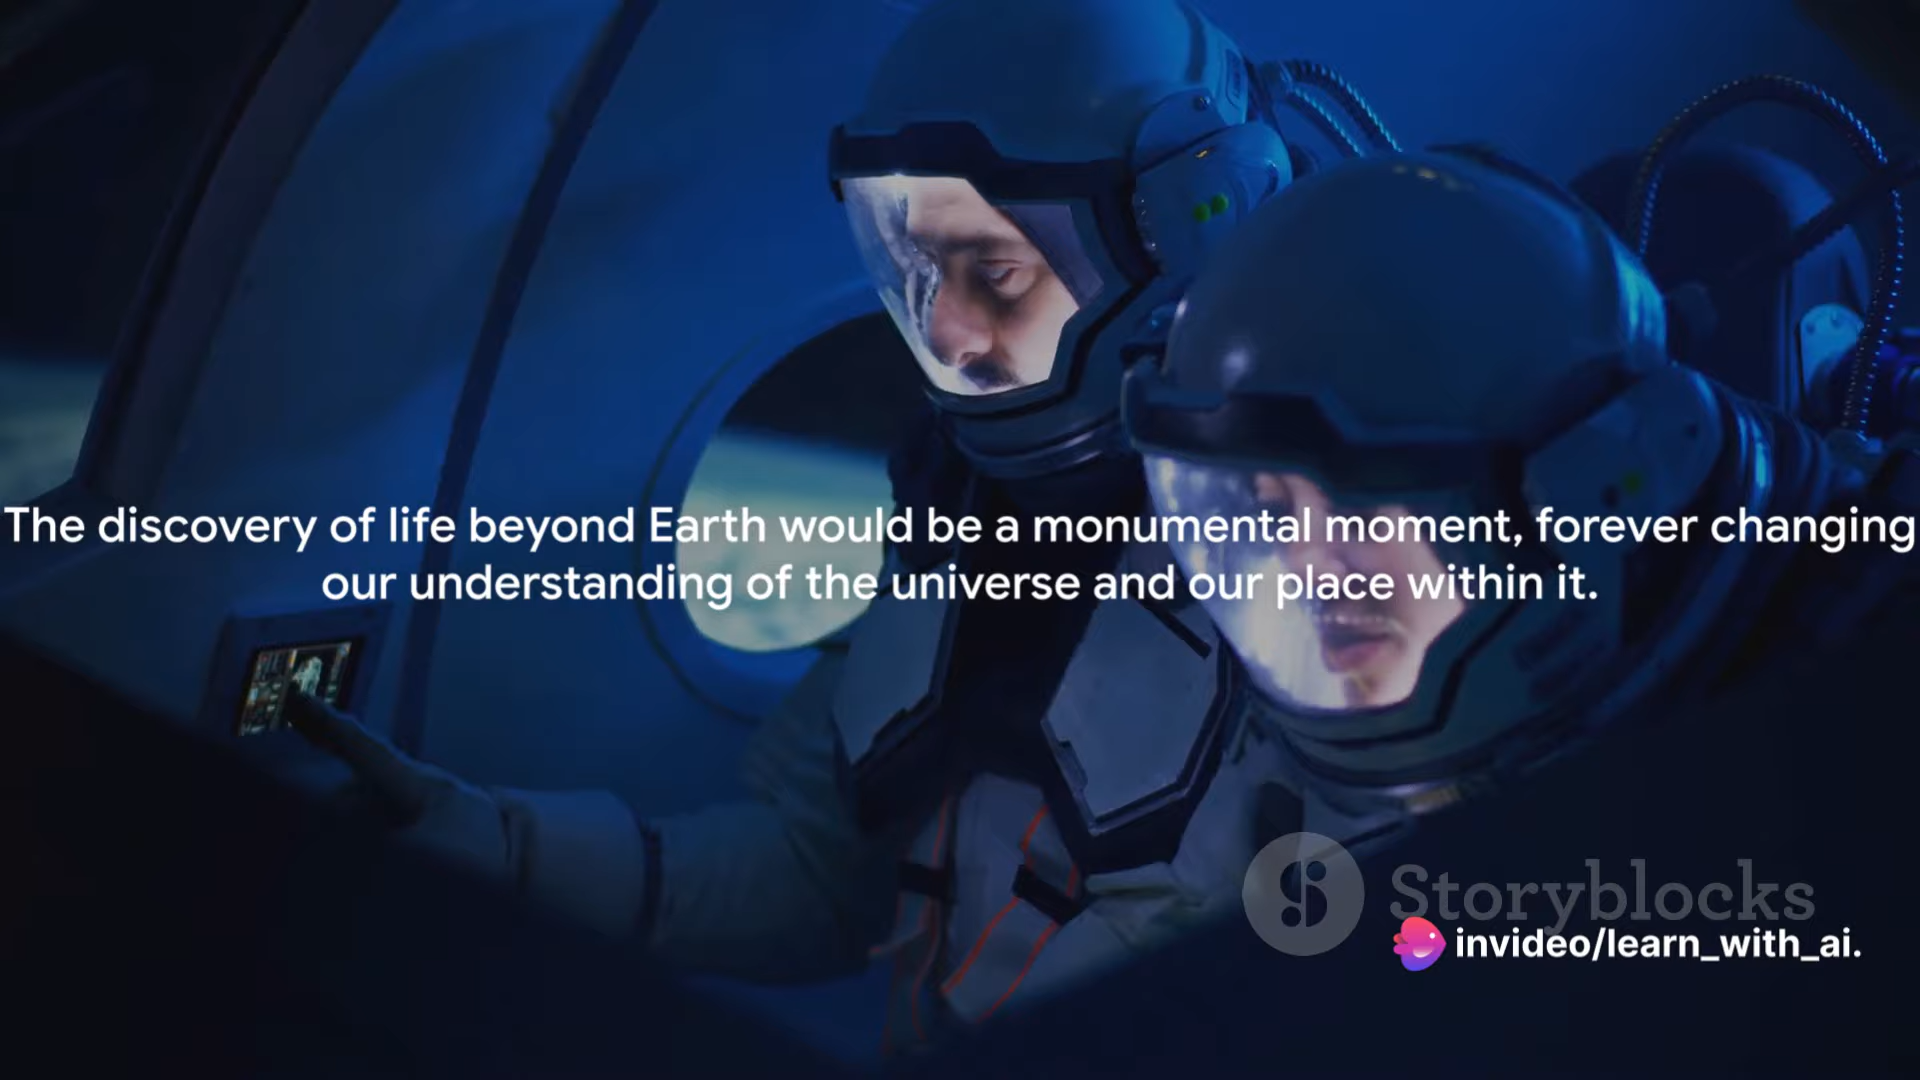 The discovery of life beyond Earth would be a monumental moment, forever changing
our understanding of the universe and our place within it.
Storyblocks
invideo/learn_with_ai.